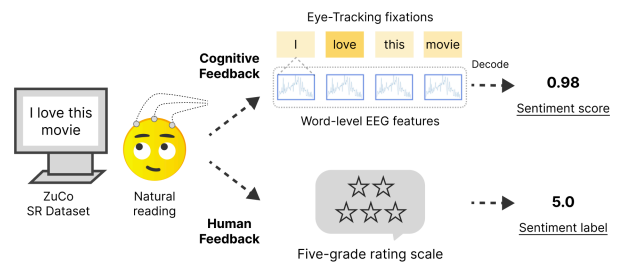 Eye-Tracking fixations
I love this movie
Cognitive
Feedback
Decode
0.98
Sentiment score
Word-level EEG features
I love this
movie
ZuCo
SR Dataset
Natural
reading
Human
Feedback
Five-grade rating scale
5.0
Sentiment label